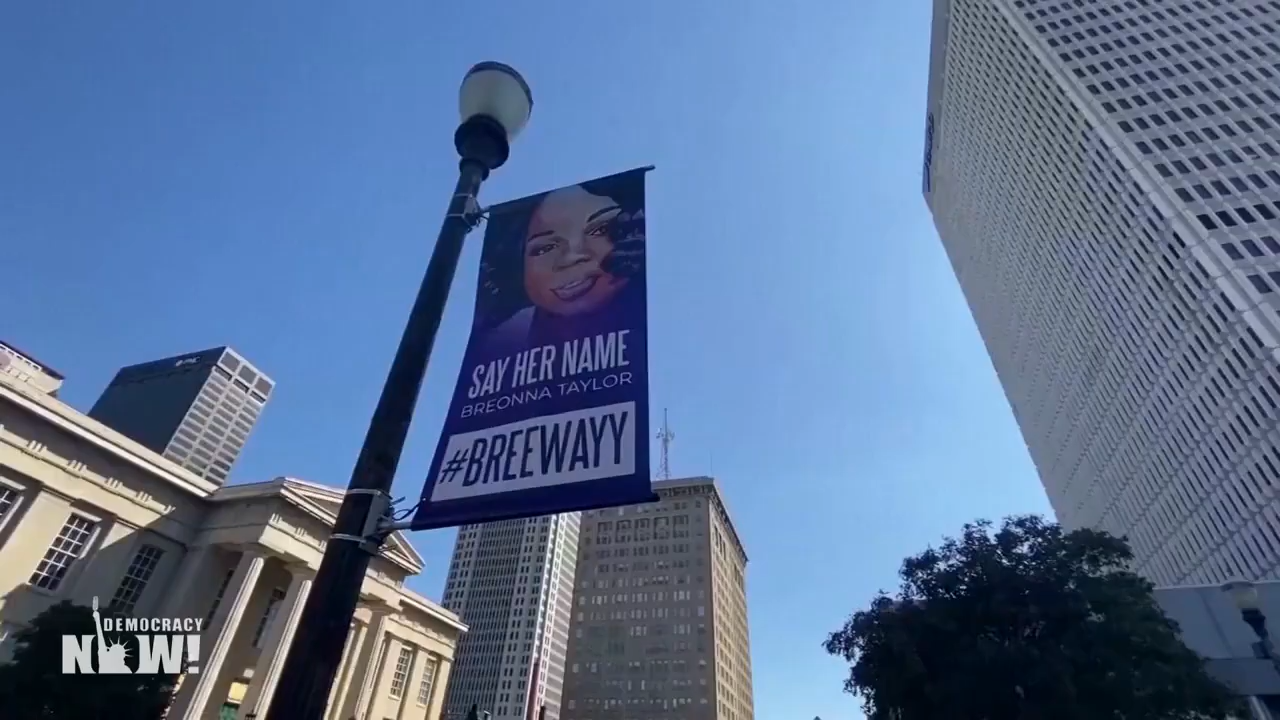 SAY HER NAME
BREONNA TAYLOR
#BREEWAYY
DEMOCRACY
NOW!